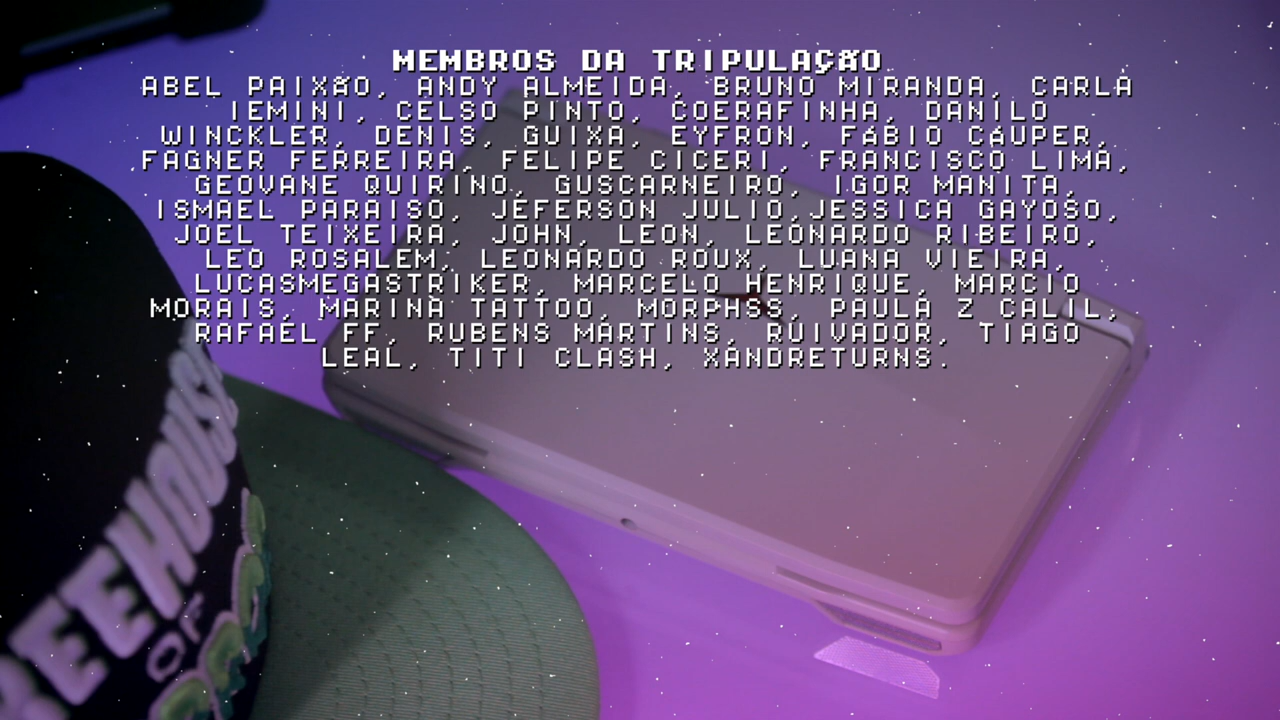 MEMBROS DA TRIPULAÇÃO
ABEL PAIXÃO, ANDY ALMEIDA, BRUNO MIRANDA, CARLA
IEMINI, CELSO PINTO, COERAFINHA, DANILO
WINCKLER, DENIS, GUIXA, EYFRON, FÁBIO CAUPER,
FAGNER FERREIRA, FELIPE CICERI, FRANCISCO LIMA,
GEOVANE QUIRINO, GUSCARNEIRO, IGOR MANITA,
ISMAEL PARAISO, JEFERSON JULIO,JESSICA GAYOSO,
JOEL TEIXEIRA, JOHN, LEON, LEONARDO RIBEIRO,
LEO ROSALEM, LEONARDO ROUX, LUANA VIEIRA,
LUCASMEGASTRIKER, MARCELO HENRIQUE, MARCIO
MORAIS, MARINA TATTOO, MORPHSS, PAULA Z CALIL,
RAFAEL FF, RUBENS MARTINS, RUIVADOR, TIAGO
LEAL, TITI CLASH, XANDRETURNS.
OF